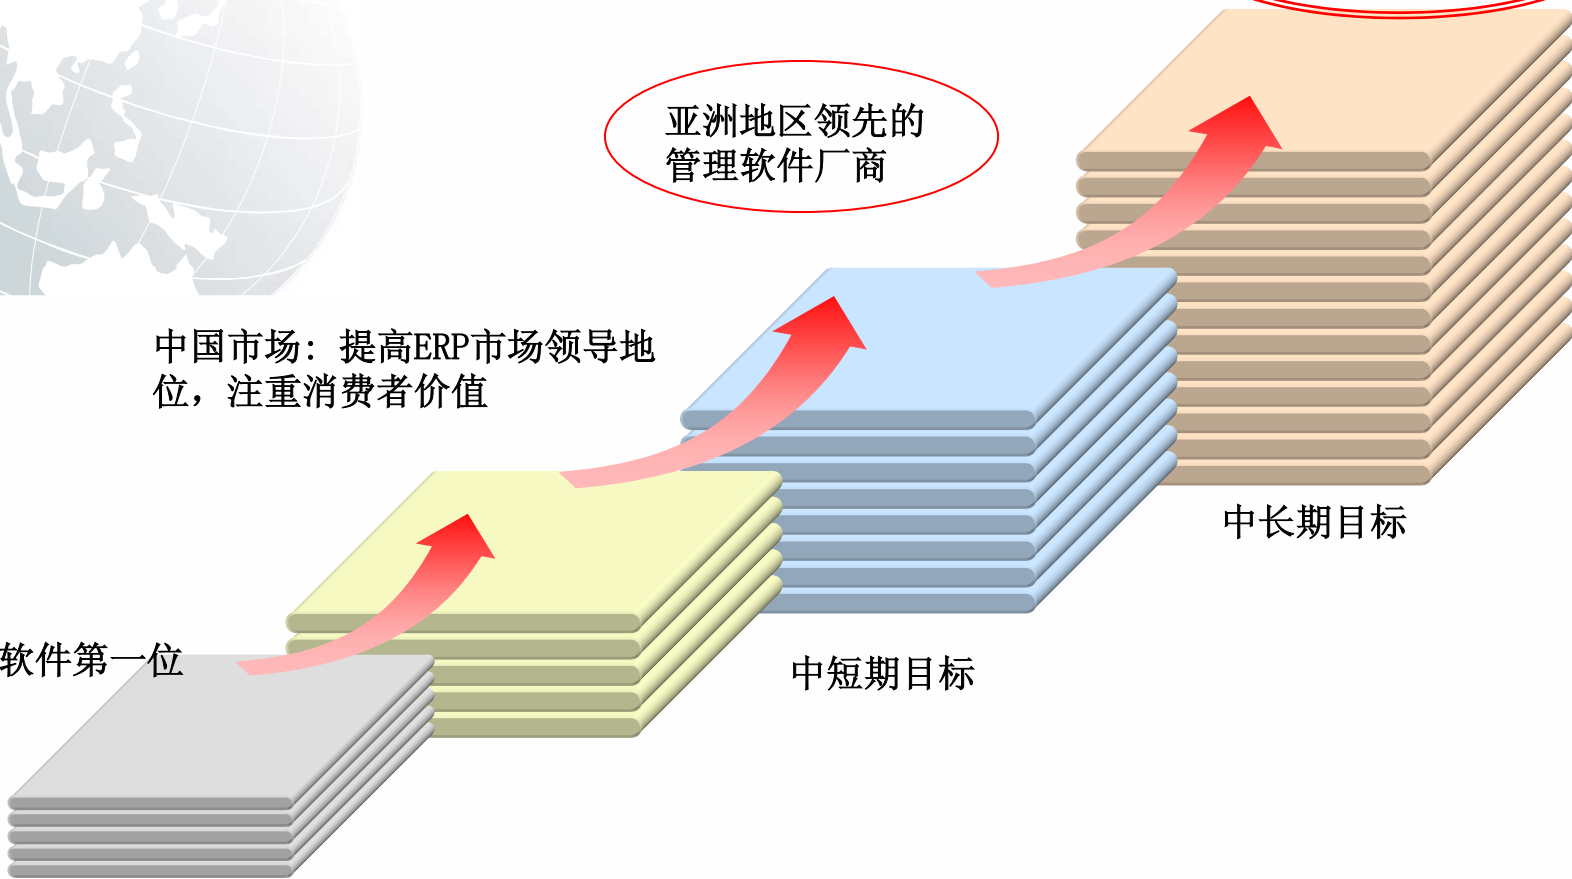 亚洲地区领先的
管理软件厂商
中国市场：提高ERP市场领导地
位，注重消费者价值
中长期目标
软件第一位
中短期目标